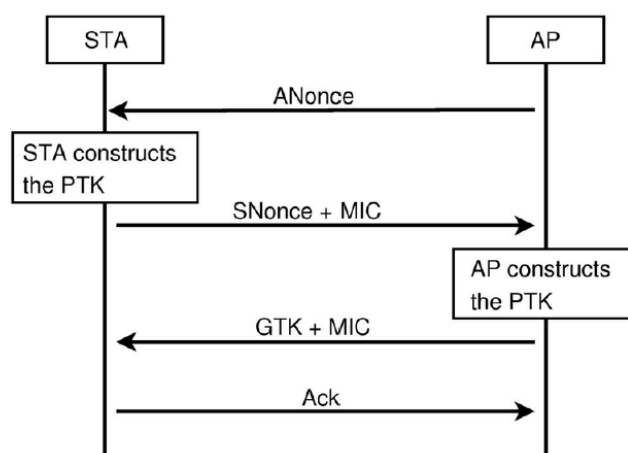 STA
AP
ANonce
STA constructs
the PTK
SNonce + MIC
AP constructs
the PTK
GTK + MIC
Ack